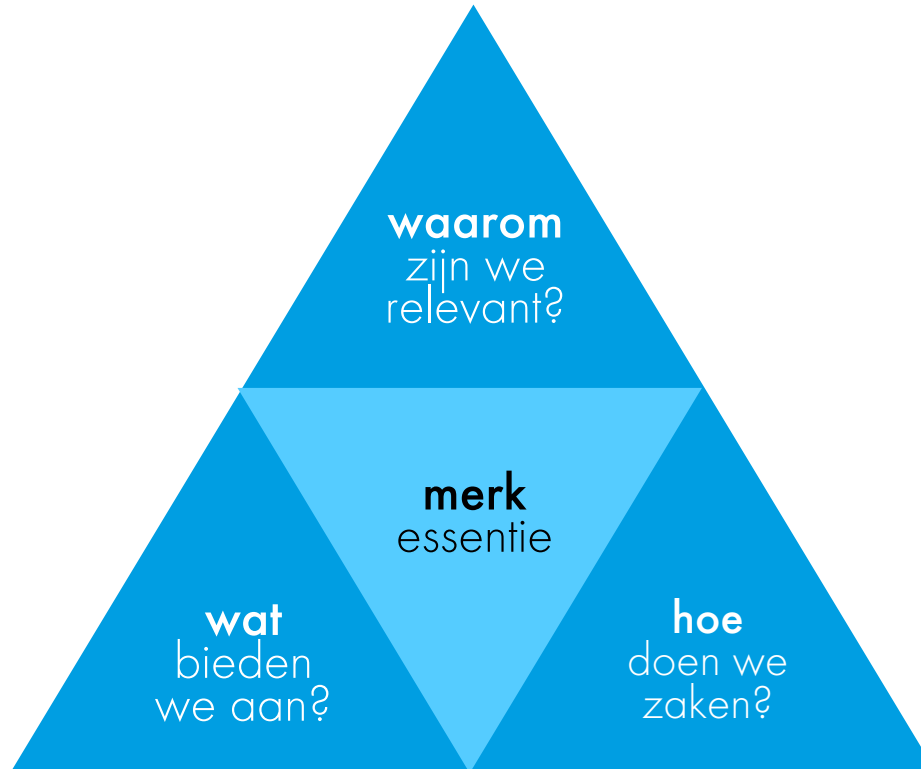 waarom
zijn we
relevant?
merk
essentie
wat
bieden
we aan?
hoe
doen we
zaken?